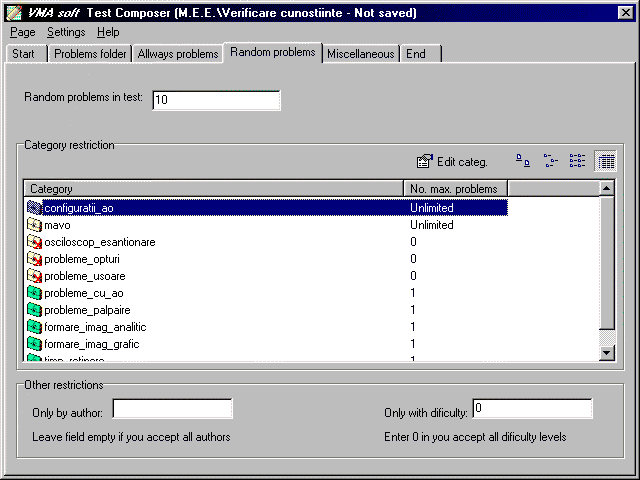 VMA soft Test Composer (M.E.E.\Verificare cunostiinte - Not saved)
Page Settings Help
Start Problems folder Allways problems Random problems Miscellaneous End
Random problems in test: 10
Category restriction
Edit categ.
Category No. max. problems
configuratii_ao Unlimited
mavo Unlimited
osciloscop_esantionare 0
probleme_opturi 0
probleme_usoare 0
probleme_cu_ao 1
probleme_palpaire 1
formare_imag_analitic 1
formare_imag_grafic 1
timp_retinere 1
Other restrictions
Only by author: Only with dificulty: 0
Leave field empty if you accept all authors Enter 0 in you accept all dificulty levels